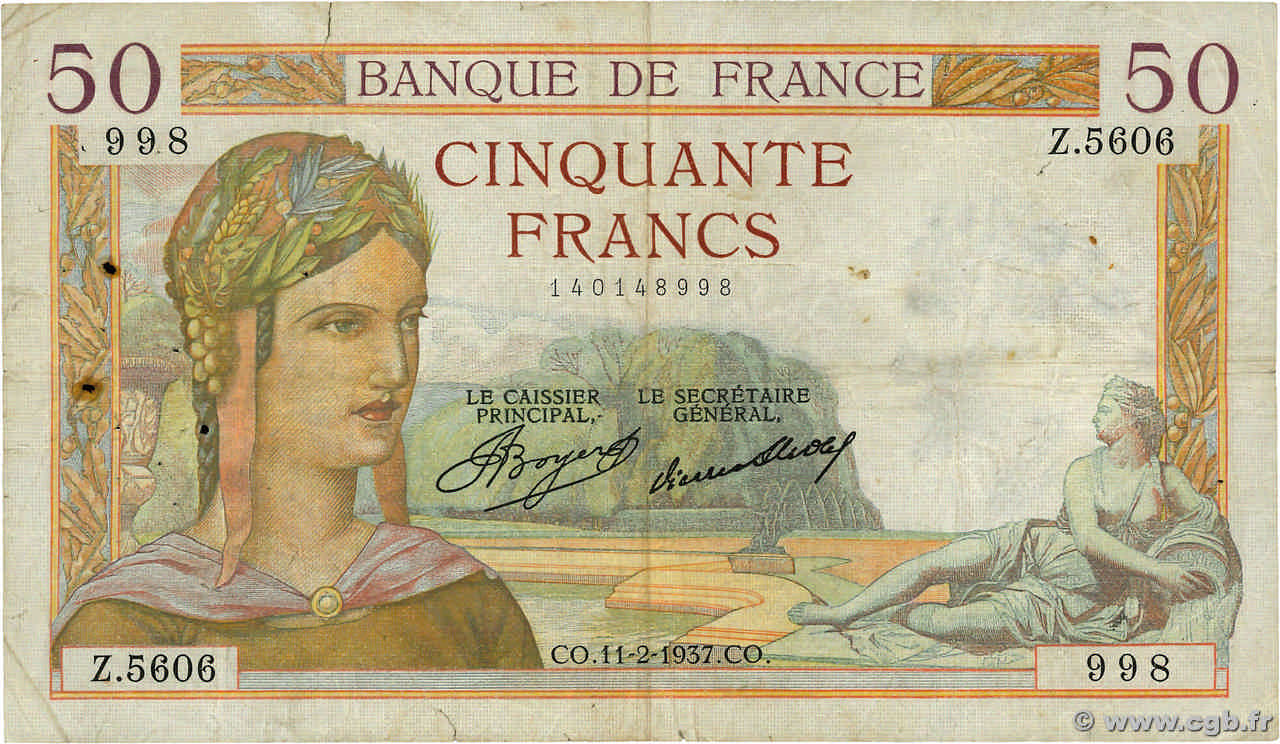 50 BANQUE DE FRANCE 50
998 Z.5606
CINQUANTE
FRANCS
140148998
LE CAISSIER LE SECRÉTAIRE
PRINCIPAL, GÉNÉRAL,
Boyer
Z.5606 CO.11-2-1937.CO. 998
© www.cgb.fr